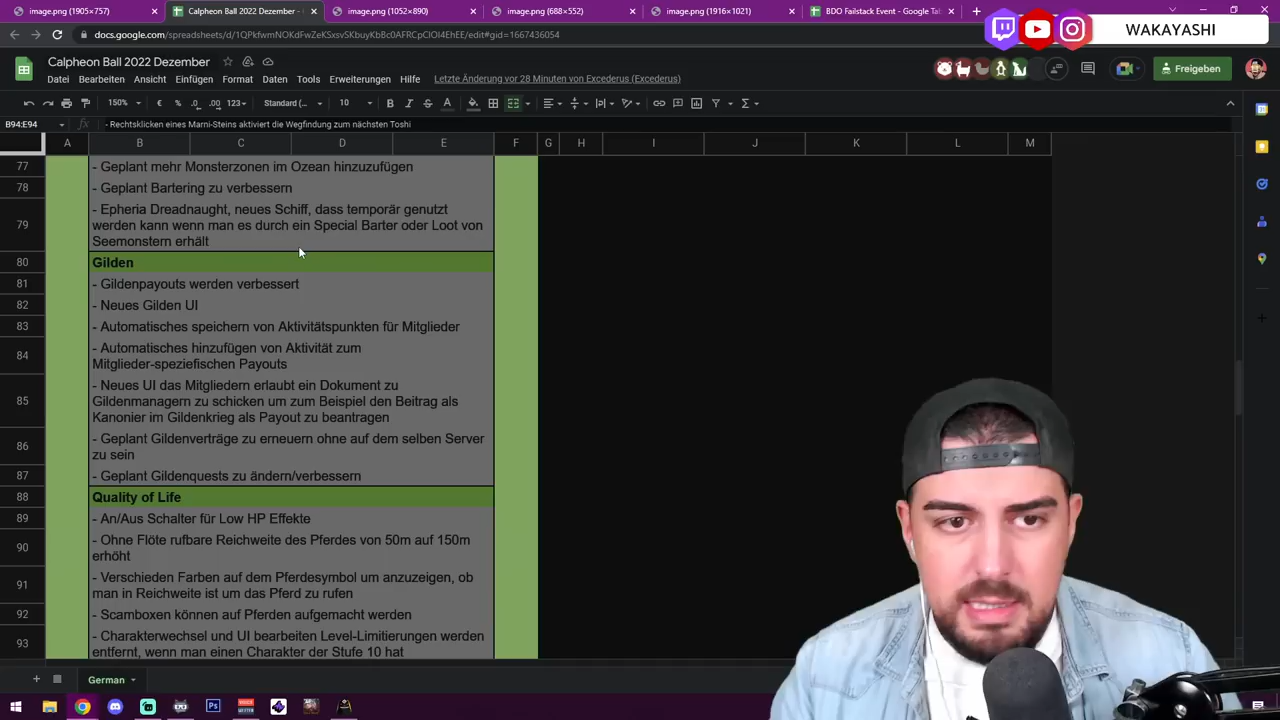 image.png (1905×757)
Calpheon Ball 2022 Dezember -
image.png (1052×890)
image.png (688×552)
image.png (1916×1021)
BDO Failstack Event - Google Tab
docs.google.com/spreadsheets/d/
edit#gid=1667436054
WAKAYASHI
Calpheon Ball 2022 Dezember
Datei Bearbeiten Ansicht Einfügen Format Daten Tools Erweiterungen Hilfe Letzte Änderung vor 28 Minuten von Excederus (Excederus)
Freigeben
150% € % .0 .00 123 Standard (... 10 B I S A
B94:E94 fx - Rechtsklicken eines Marni-Steins aktiviert die Wegfindung zum nächsten Toshi
A B C D E F G H I J K L M
77 - Geplant mehr Monsterzonen im Ozean hinzuzufügen
78 - Geplant Bartering zu verbessern
79 - Epheria Dreadnaught, neues Schiff, dass temporär genutzt
werden kann wenn man es durch ein Special Barter oder Loot von
Seemonstern erhält
80 Gilden
81 - Gildenpayouts werden verbessert
82 - Neues Gilden UI
83 - Automatisches speichern von Aktivitätspunkten für Mitglieder
84 - Automatisches hinzufügen von Aktivität zum
Mitglieder-speziefischen Payouts
85 - Neues UI das Mitgliedern erlaubt ein Dokument zu
Gildenmanagern zu schicken um zum Beispiel den Beitrag als
Kanonier im Gildenkrieg als Payout zu beantragen
86 - Geplant Gildenverträge zu erneuern ohne auf dem selben Server
zu sein
87 - Geplant Gildenquests zu ändern/verbessern
88 Quality of Life
89 - An/Aus Schalter für Low HP Effekte
90 - Ohne Flöte rufbare Reichweite des Pferdes von 50m auf 150m
erhöht
91 - Verschieden Farben auf dem Pferdesymbol um anzuzeigen, ob
man in Reichweite ist um das Pferd zu rufen
92 - Scamboxen können auf Pferden aufgemacht werden
93 - Charakterwechsel und UI bearbeiten Level-Limitierungen werden
entfernt, wenn man einen Charakter der Stufe 10 hat
German